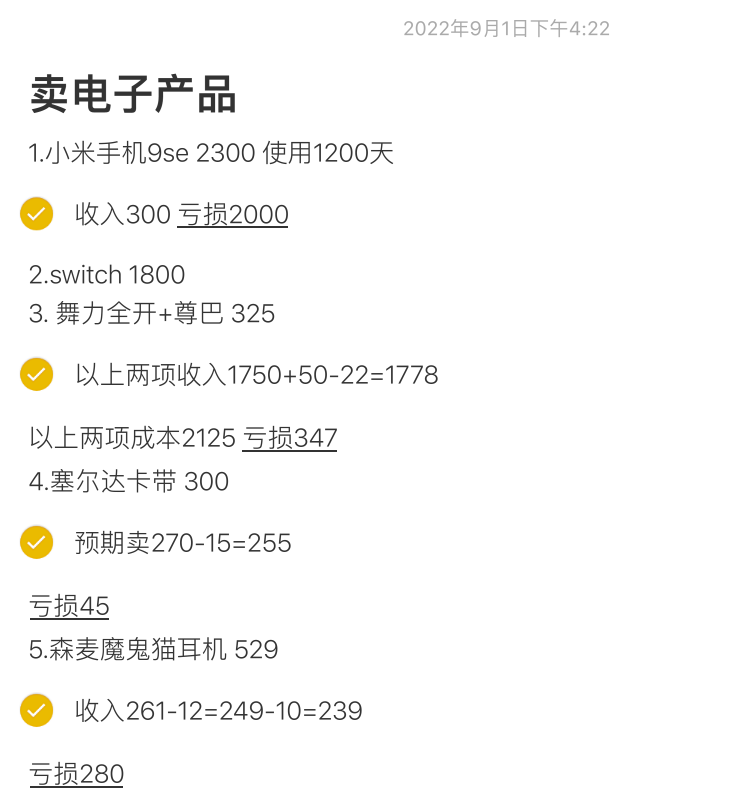 2022年9月1日下午4:22
卖电子产品
1.小米手机9se 2300 使用1200天
收入300 亏损2000
2.switch 1800
3. 舞力全开+尊巴 325
以上两项收入1750+50-22=1778
以上两项成本2125 亏损347
4.塞尔达卡带 300
预期卖270-15=255
亏损45
5.森麦魔鬼猫耳机 529
收入261-12=249-10=239
亏损280